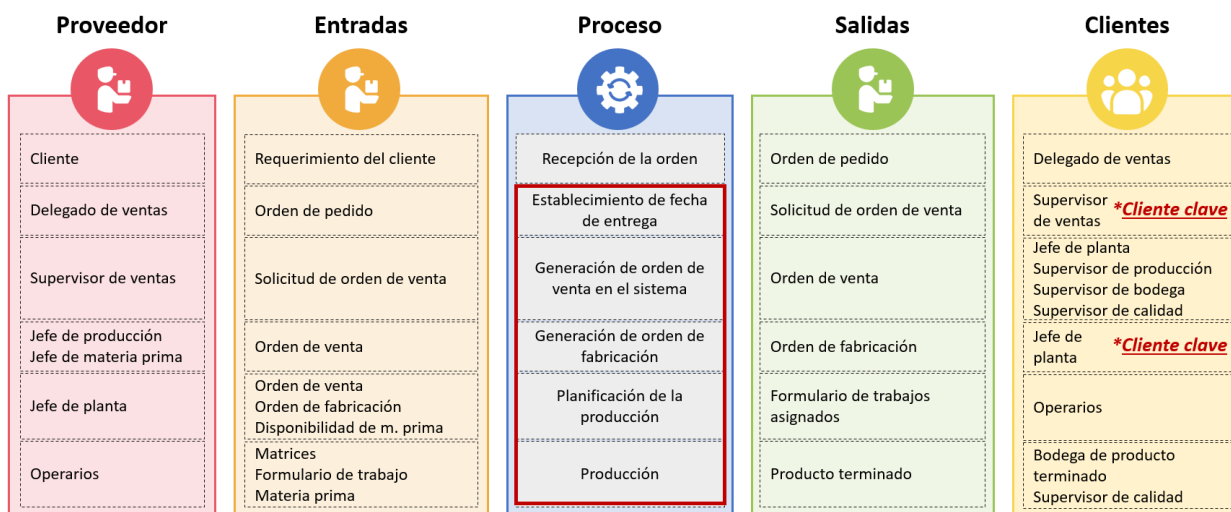 Proveedor
Entradas
Proceso
Salidas
Clientes
Cliente
Requerimiento del cliente
Recepción de la orden
Orden de pedido
Delegado de ventas
Delegado de ventas
Orden de pedido
Establecimiento de fecha
de entrega
Solicitud de orden de venta
Supervisor
de ventas
*Cliente clave
Supervisor de ventas
Solicitud de orden de venta
Generación de orden de
venta en el sistema
Orden de venta
Jefe de planta
Supervisor de producción
Supervisor de bodega
Supervisor de calidad
Jefe de producción
Jefe de materia prima
Orden de venta
Generación de orden de
fabricación
Orden de fabricación
Jefe de
planta
*Cliente clave
Jefe de planta
Orden de venta
Orden de fabricación
Disponibilidad de m. prima
Planificación de la
producción
Formulario de trabajos
asignados
Operarios
Operarios
Matrices
Formulario de trabajo
Materia prima
Producción
Producto terminado
Bodega de producto
terminado
Supervisor de calidad